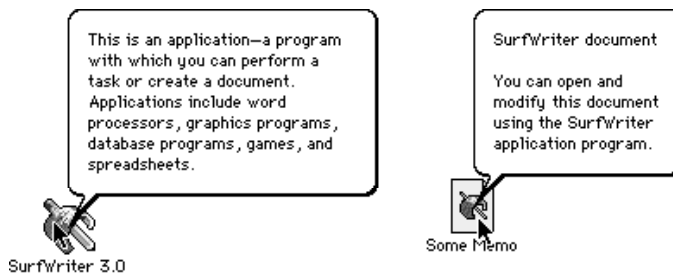 This is an application—a program
with which you can perform a
task or create a document.
Applications include word
processors, graphics programs,
database programs, games, and
spreadsheets.
SurfWriter 3.0
SurfWriter document
You can open and
modify this document
using the SurfWriter
application program.
Some Memo